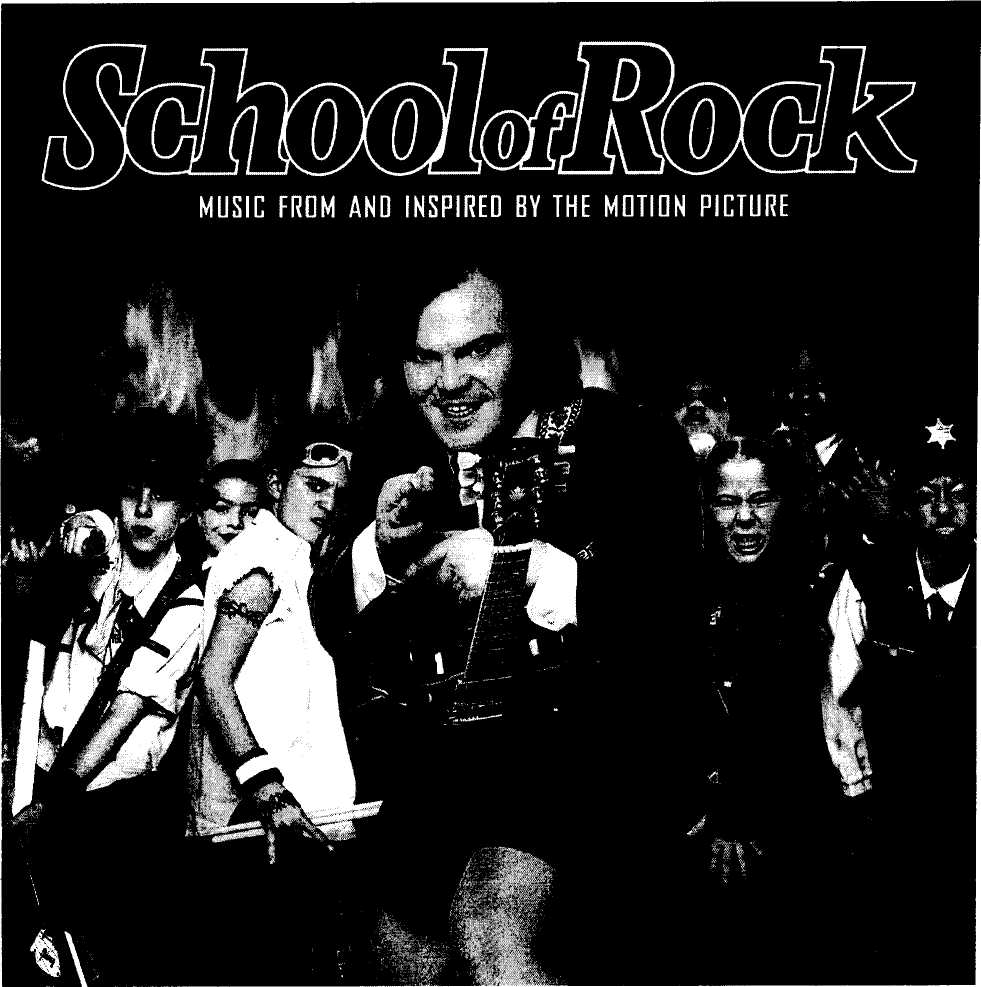 School of Rock
MUSIC FROM AND INSPIRED BY THE MOTION PICTURE